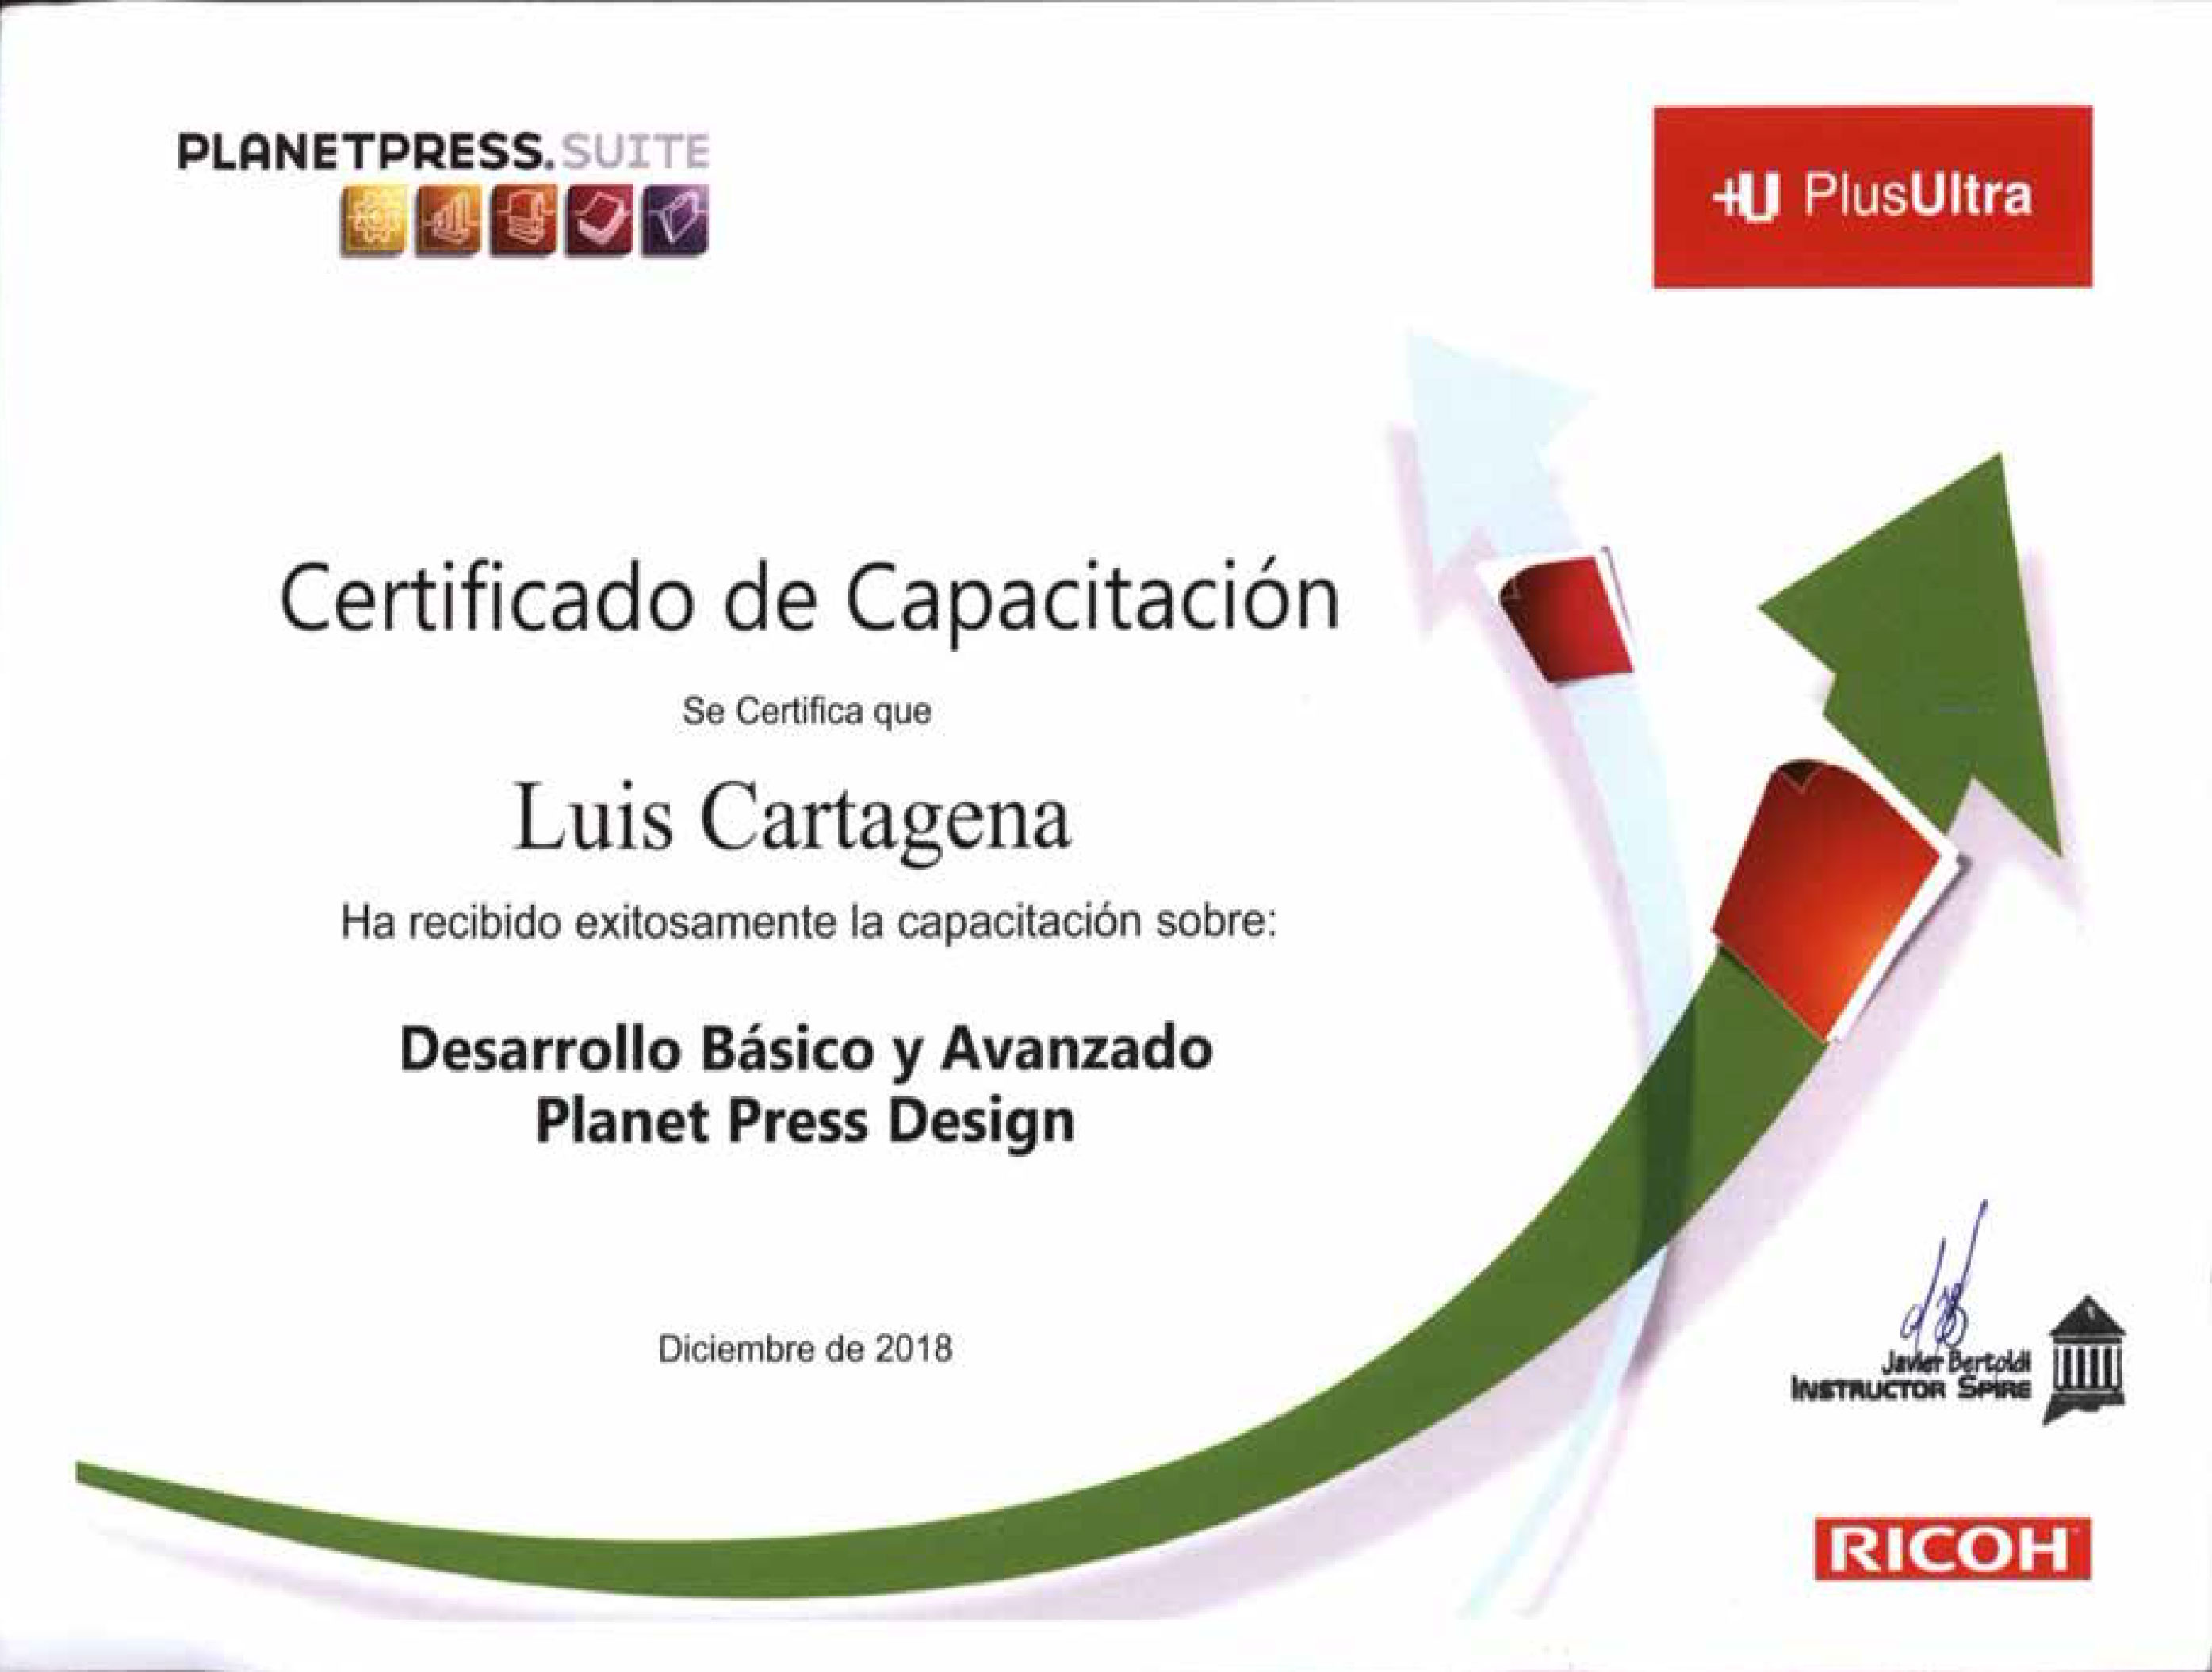 PLANETPRESS.SUITE
+U PlusUltra
Certificado de Capacitación
Se Certifica que
Luis Cartagena
Ha recibido exitosamente la capacitación sobre:
Desarrollo Básico y Avanzado
Planet Press Design
Diciembre de 2018
Javier Bertoldi
INSTRUCTOR SPIRE
RICOH